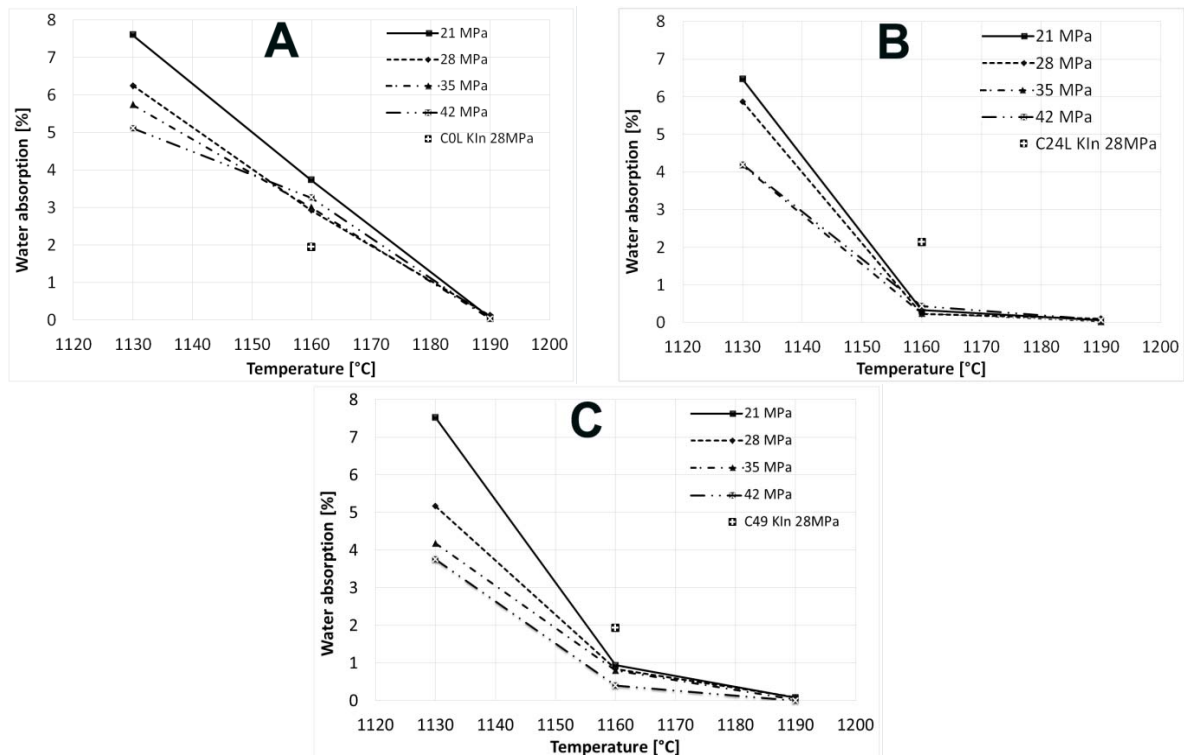 A
8
7
6
5
4
3
2
1
0
Water absorption [%]
21 MPa
28 MPa
35 MPa
42 MPa
C0L Kln 28MPa
1120 1130 1140 1150 1160 1170 1180 1190 1200
Temperature [°C]
B
8
7
6
5
4
3
2
1
0
Water absorption [%]
21 MPa
28 MPa
35 MPa
42 MPa
C24L Kln 28MPa
1120 1130 1140 1150 1160 1170 1180 1190 1200
Temperature [°C]
C
8
7
6
5
4
3
2
1
0
Water absorption [%]
21 MPa
28 MPa
35 MPa
42 MPa
C49 Kln 28MPa
1120 1130 1140 1150 1160 1170 1180 1190 1200
Temperature [°C]